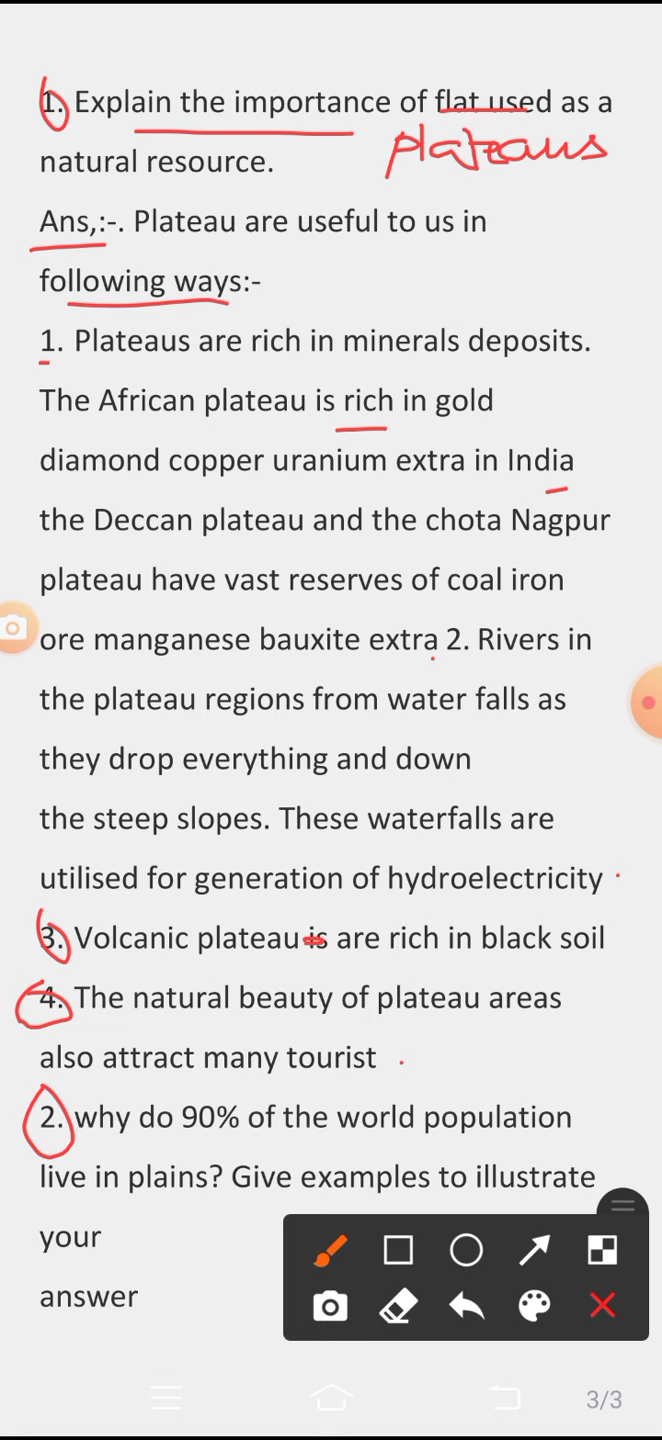 1. Explain the importance of flat used as a
plateaus
natural resource.
Ans,:-. Plateau are useful to us in
following ways:-
1. Plateaus are rich in minerals deposits.
The African plateau is rich in gold
diamond copper uranium extra in India
the Deccan plateau and the chota Nagpur
plateau have vast reserves of coal iron
ore manganese bauxite extra 2. Rivers in
the plateau regions from water falls as
they drop everything and down
the steep slopes. These waterfalls are
utilised for generation of hydroelectricity
3. Volcanic plateau is are rich in black soil
4. The natural beauty of plateau areas
also attract many tourist
2. why do 90% of the world population
live in plains? Give examples to illustrate
your
answer
3/3